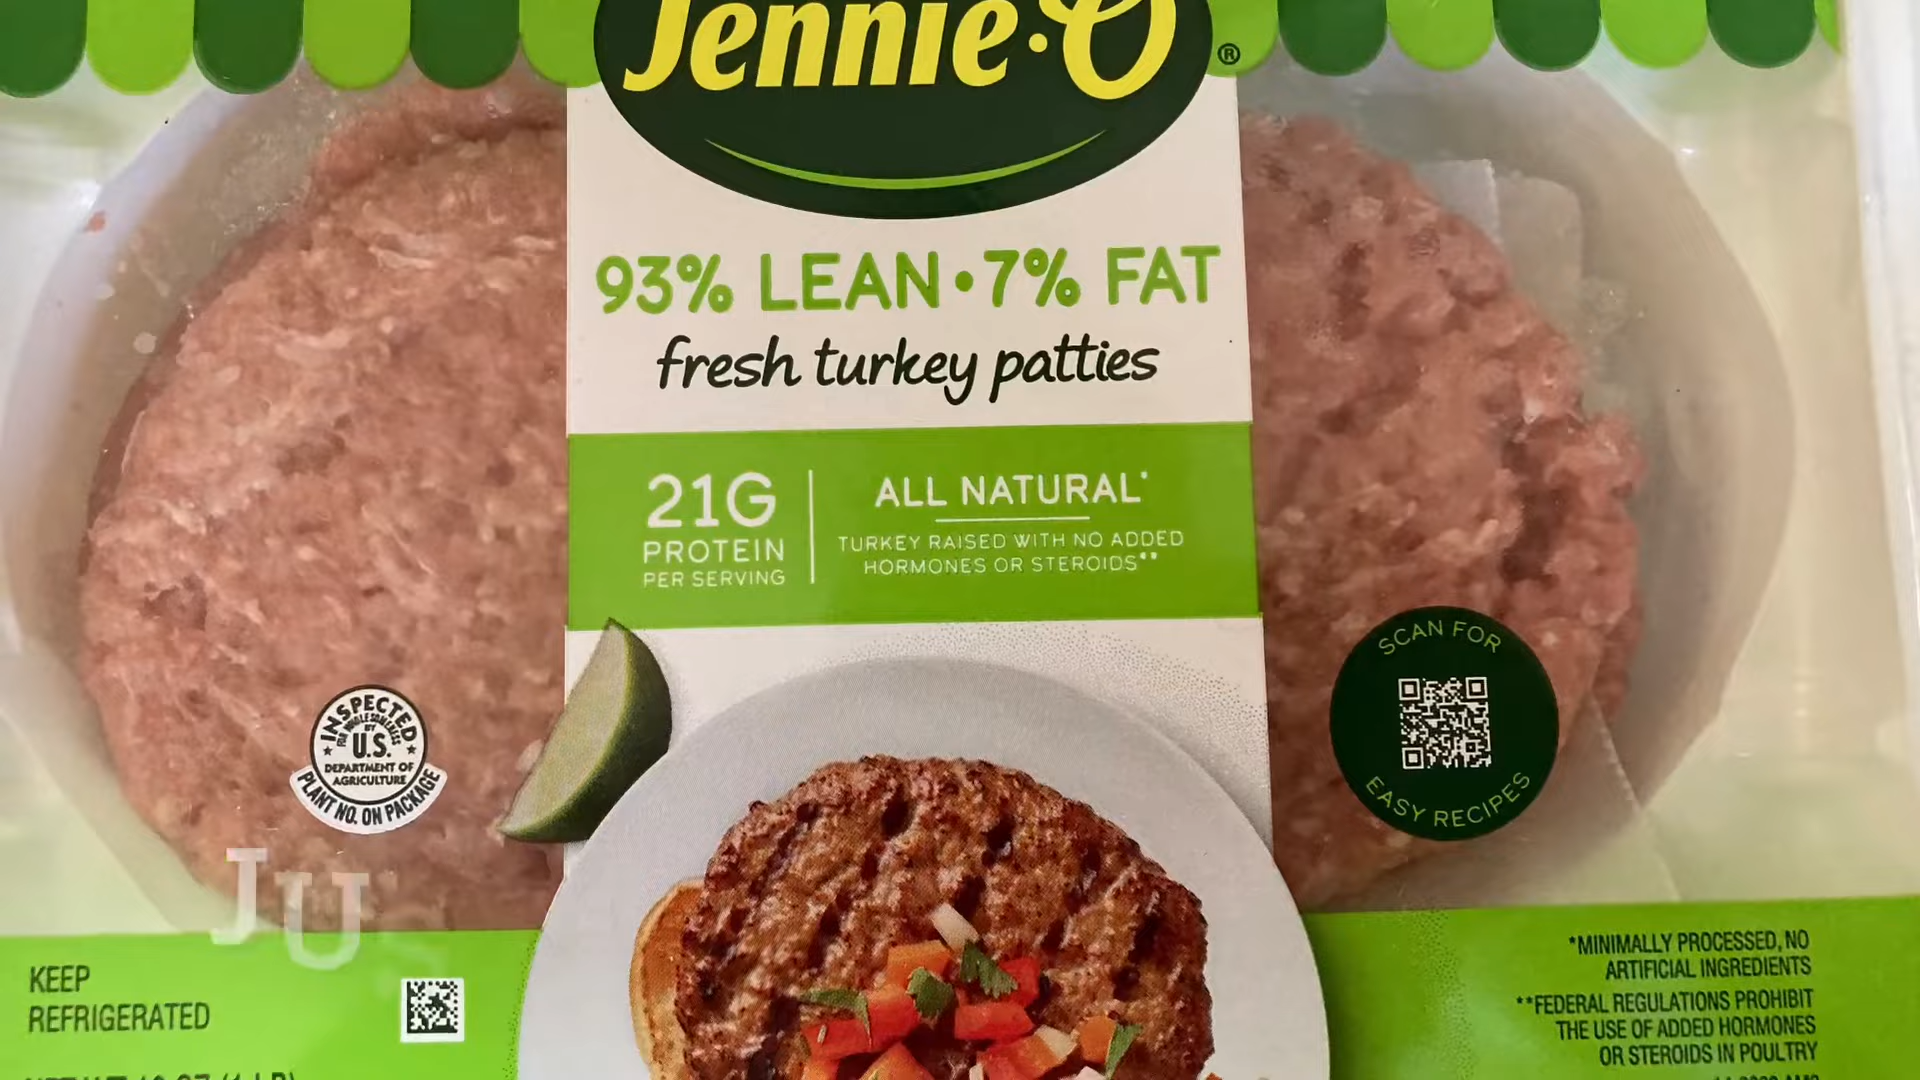 Jennie-O®
93% LEAN • 7% FAT
fresh turkey patties
21G
PROTEIN
PER SERVING
ALL NATURAL*
TURKEY RAISED WITH NO ADDED
HORMONES OR STEROIDS**
SCAN FOR
EASY RECIPES
INSPECTED
FOR WHOLESOMENESS
BY
U.S.
DEPARTMENT OF
AGRICULTURE
PLANT NO. ON PACKAGE
JU
KEEP
REFRIGERATED
*MINIMALLY PROCESSED, NO
ARTIFICIAL INGREDIENTS
**FEDERAL REGULATIONS PROHIBIT
THE USE OF ADDED HORMONES
OR STEROIDS IN POULTRY